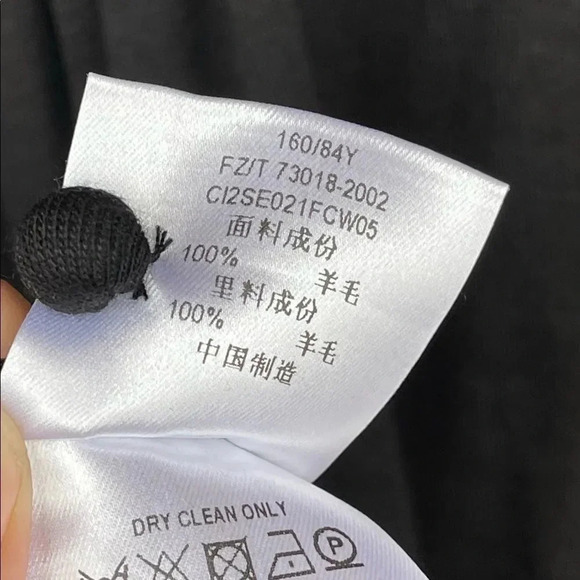 160/84Y
FZ/T 73018-2002
CI2SE021FCW05
面料成份
100% 羊毛
里料成份
100% 羊毛
中国制造
DRY CLEAN ONLY
P